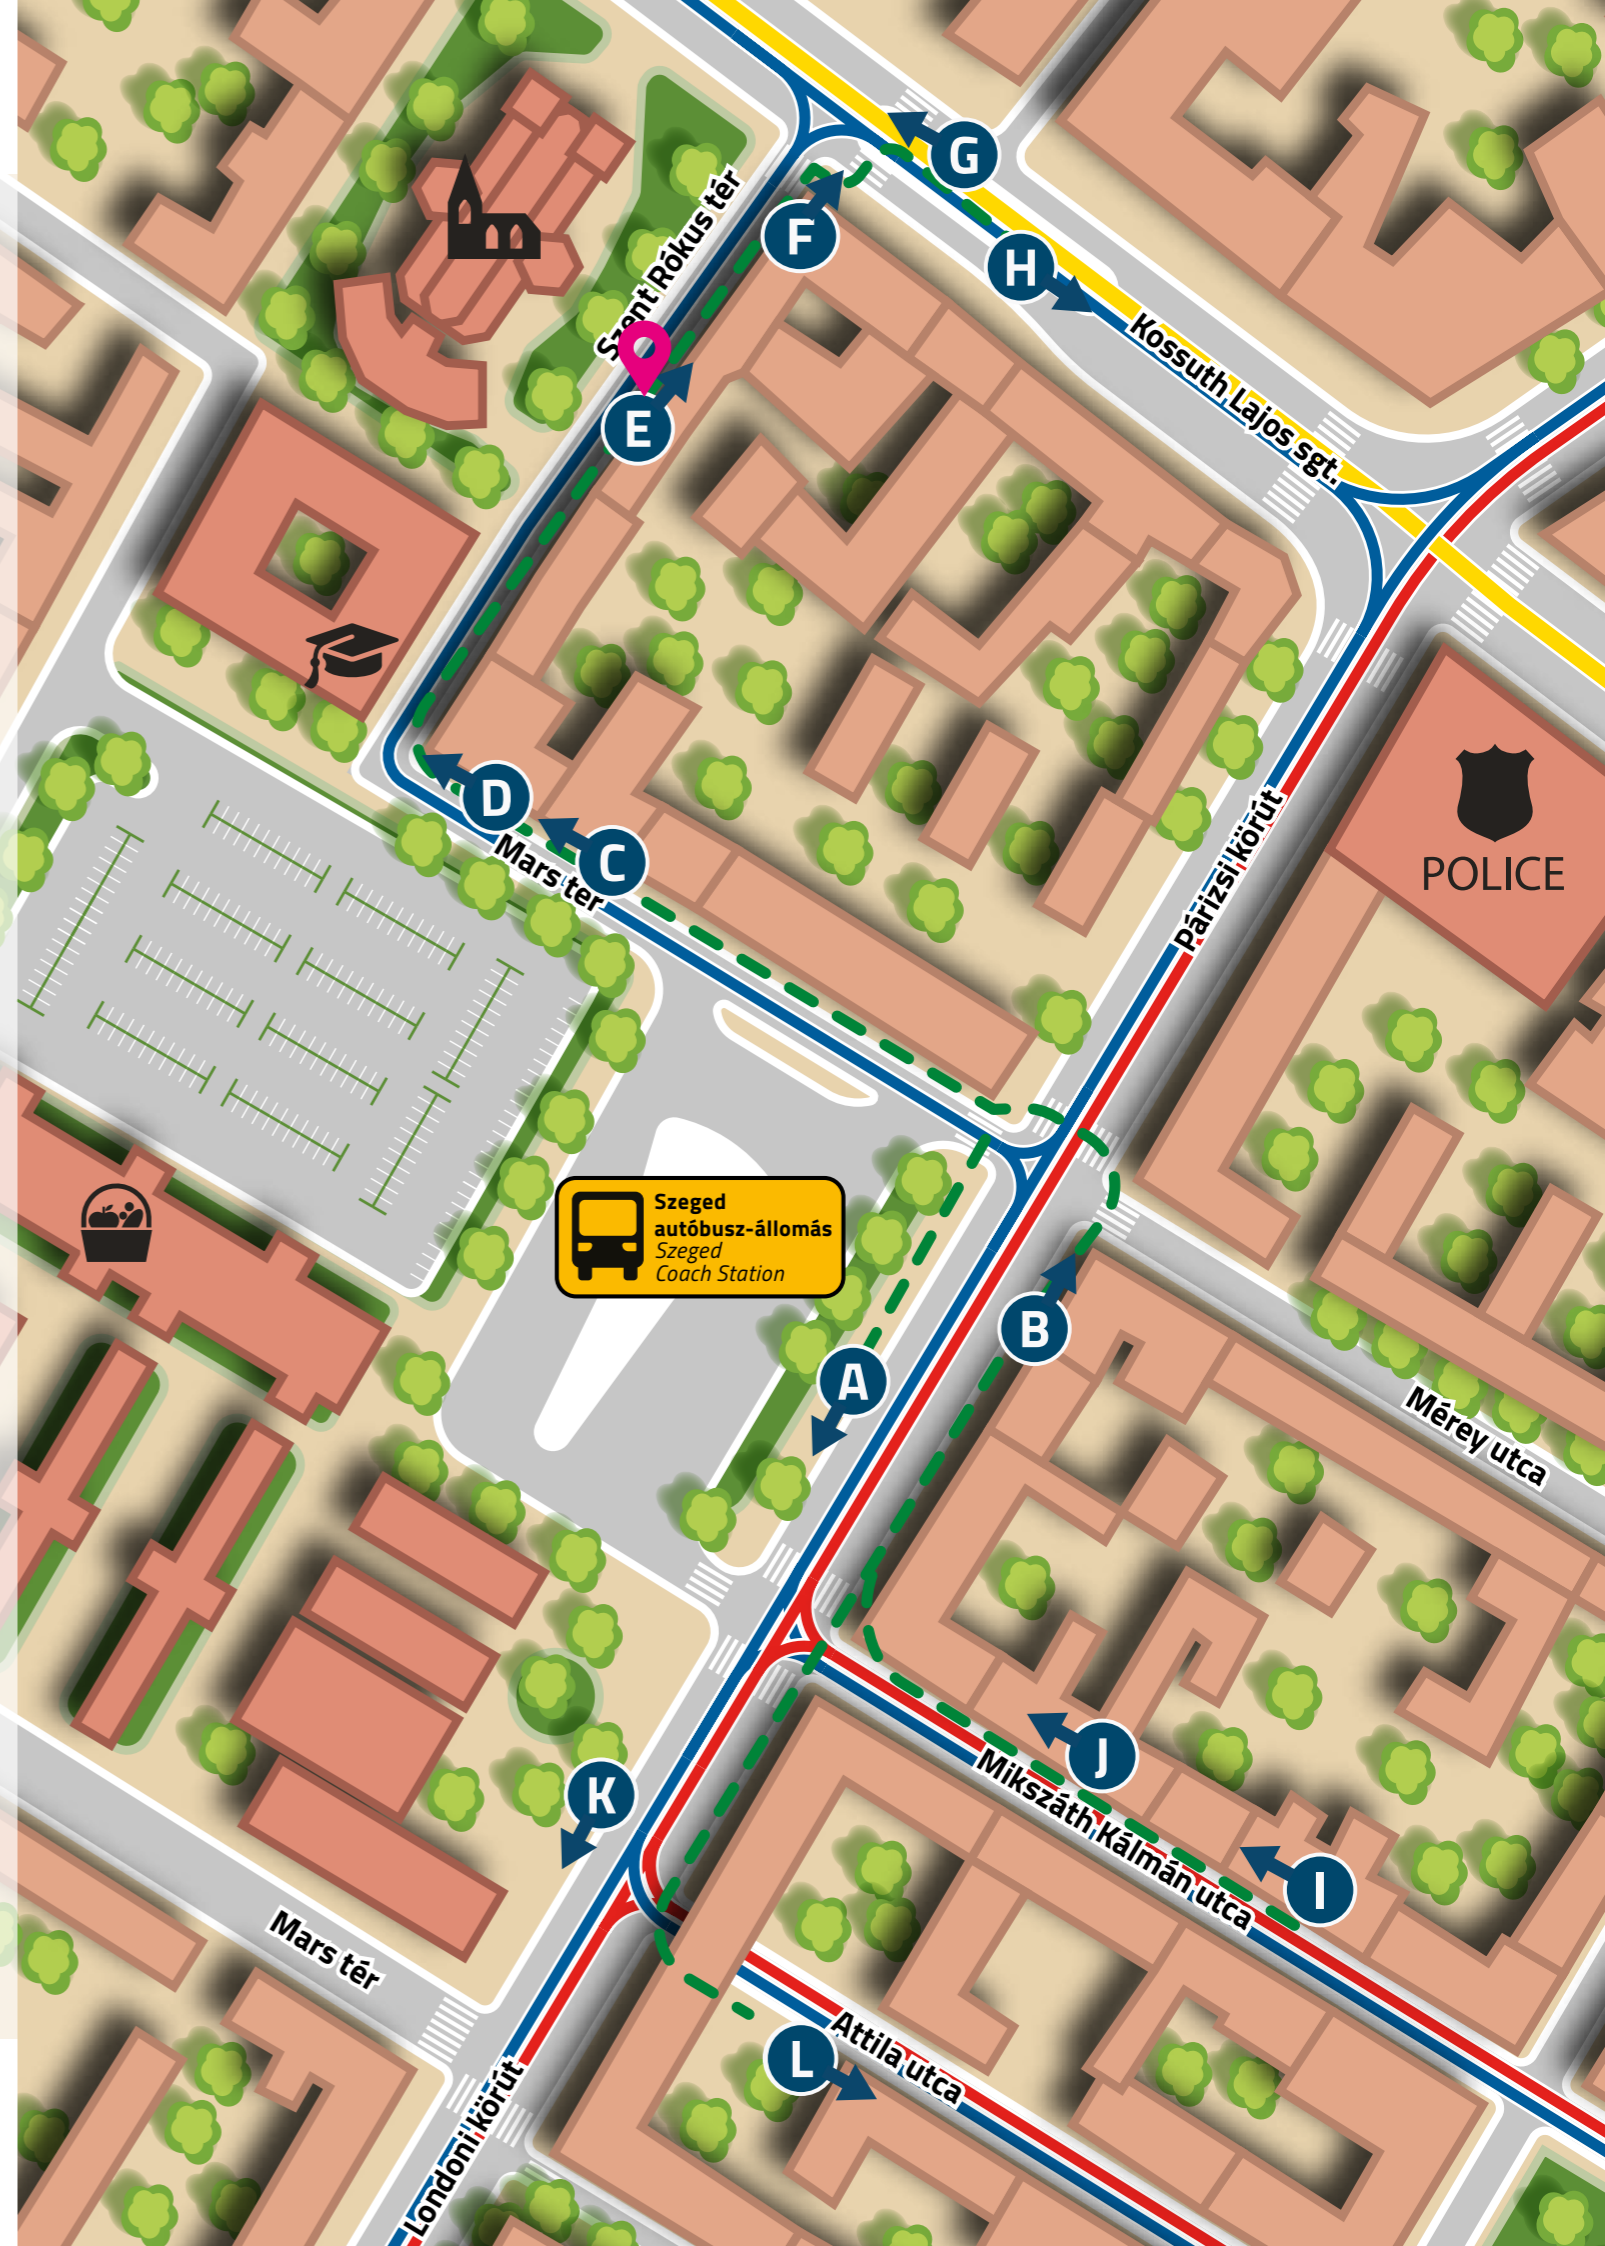 G
Szent Rókus tér
F
H
Kossuth Lajos sgt.
E
D
C
Mars tér
Párizsi körút
POLICE
Szeged
autóbusz-állomás
Szeged
Coach Station
B
A
Mérey utca
J
Mikszáth Kálmán utca
K
I
Mars tér
L
Attila utca
Londoni körút